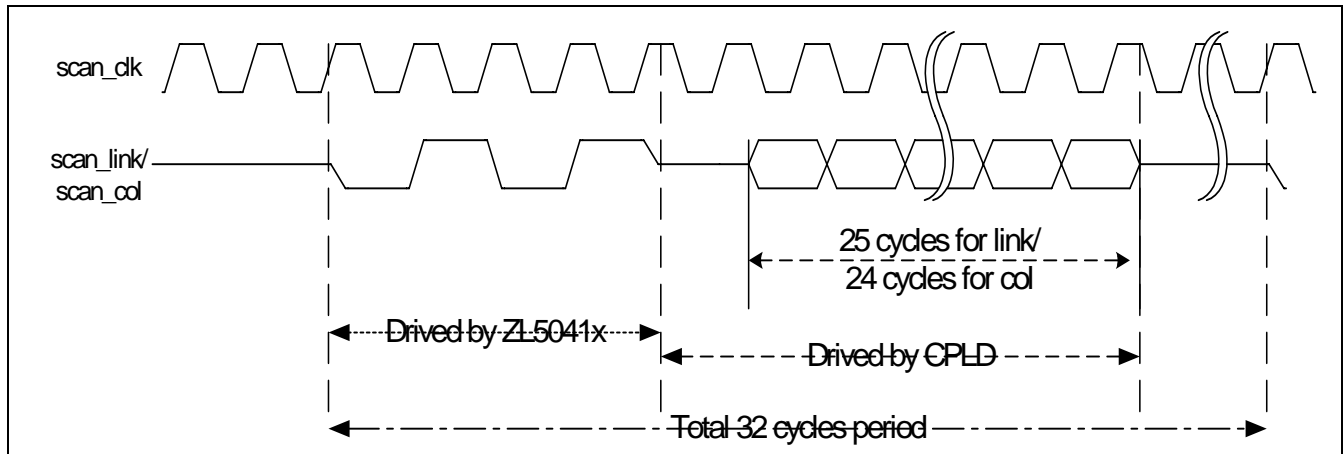 scan_clk
scan_link/
scan_col
25 cycles for link/
24 cycles for col
Drived by ZL5041x
Drived by CPLD
Total 32 cycles period